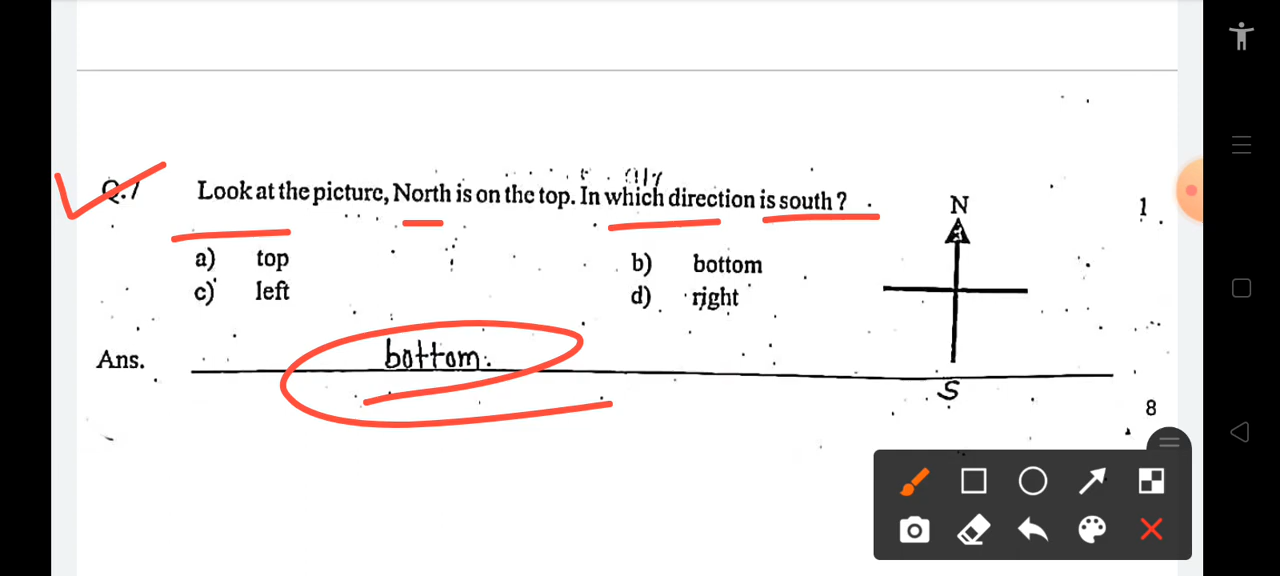 Q.7 Look at the picture, North is on the top. In which direction is south ? 1
N
a) top b) bottom
c) left d) right
Ans. bottom.
S
8